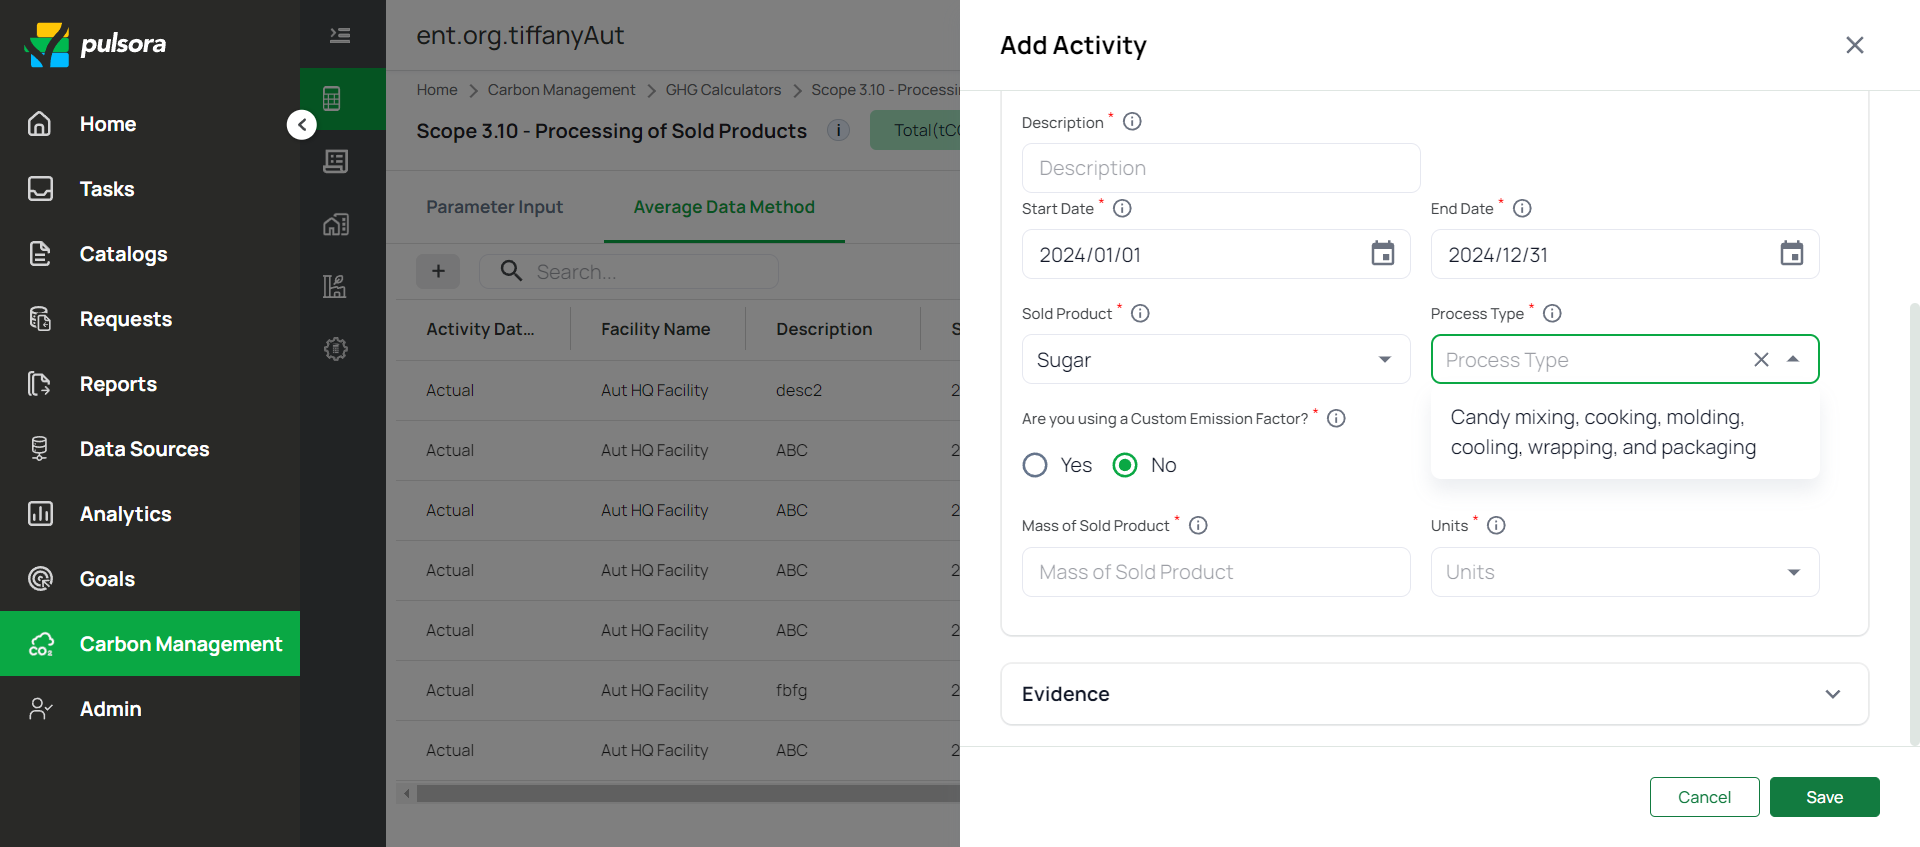 pulsora
Home
Tasks
Catalogs
Requests
Reports
Data Sources
Analytics
Goals
CO₂
Carbon Management
Admin
ent.org.tiffanyAut
Home
Carbon Management
GHG Calculators
Scope 3.10 - Processi
Scope 3.10 - Processing of Sold Products
i
Total(tCO
Parameter Input
Average Data Method
+
Search...
Activity Dat...
Facility Name
Description
S
Actual
Aut HQ Facility
desc2
2
Actual
Aut HQ Facility
ABC
2
Actual
Aut HQ Facility
ABC
2
Actual
Aut HQ Facility
ABC
2
Actual
Aut HQ Facility
ABC
2
Actual
Aut HQ Facility
fbfg
2
Actual
Aut HQ Facility
ABC
2
Add Activity
Description *
Description
Start Date *
End Date *
2024/01/01
2024/12/31
Sold Product *
Process Type *
Sugar
Process Type
Candy mixing, cooking, molding,
cooling, wrapping, and packaging
Are you using a Custom Emission Factor? *
Yes
No
Mass of Sold Product *
Units *
Mass of Sold Product
Units
Evidence
Cancel
Save